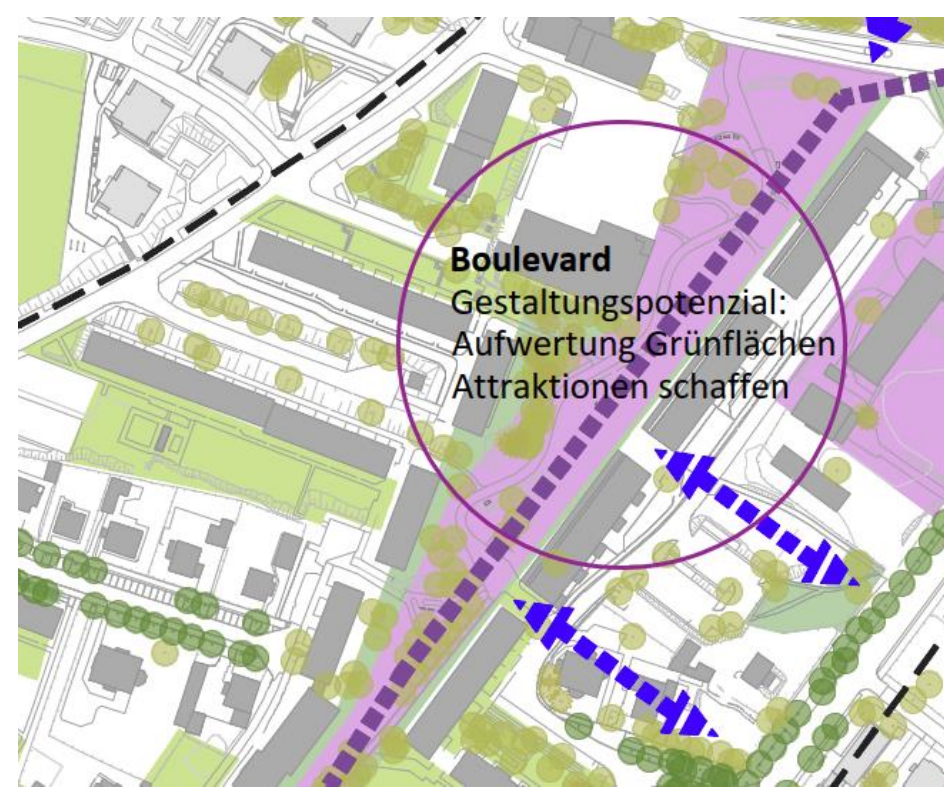 Boulevard
Gestaltungspotenzial:
Aufwertung Grünflächen
Attraktionen schaffen